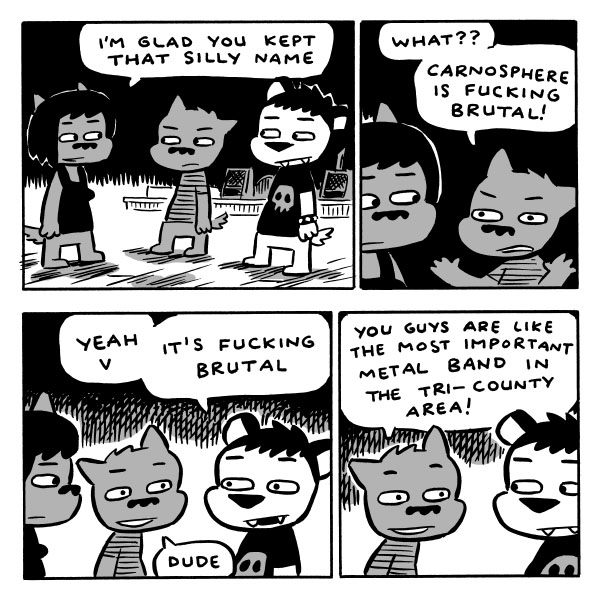 I'M GLAD YOU KEPT
THAT SILLY NAME
WHAT??
CARNOSPHERE
IS FUCKING
BRUTAL!
YEAH
V
IT'S FUCKING
BRUTAL
DUDE
YOU GUYS ARE LIKE
THE MOST IMPORTANT
METAL BAND IN
THE TRI-COUNTY
AREA!